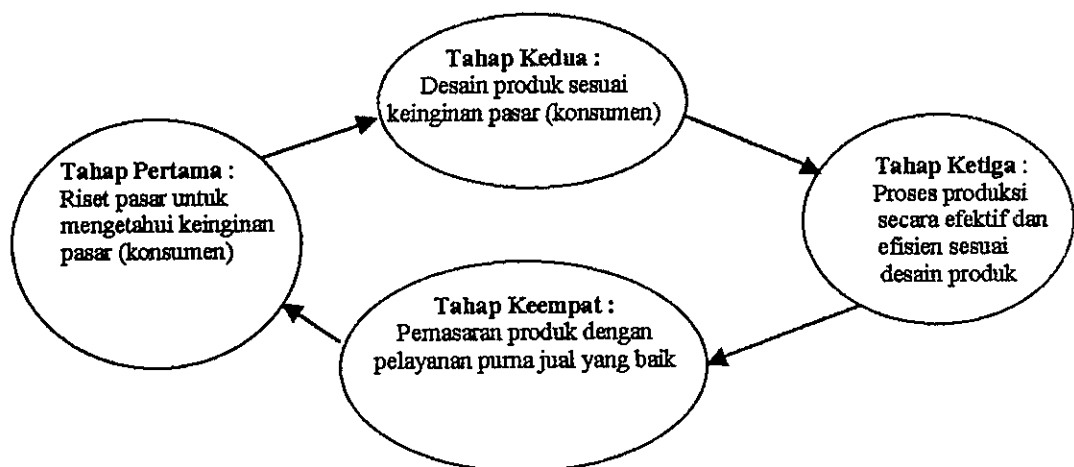 Tahap Kedua :
Desain produk sesuai
keinginan pasar (konsumen)
Tahap Pertama :
Riset pasar untuk
mengetahui keinginan
pasar (konsumen)
Tahap Ketiga :
Proses produksi
secara efektif dan
efisien sesuai
desain produk
Tahap Keempat :
Pemasaran produk dengan
pelayanan purna jual yang baik